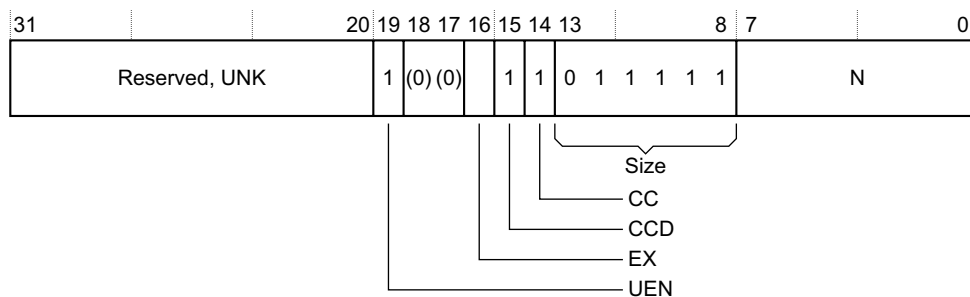 31 20 19 18 17 16 15 14 13 8 7 0
Reserved, UNK 1 (0) (0) 1 1 0 1 1 1 1 1 N
Size
CC
CCD
EX
UEN